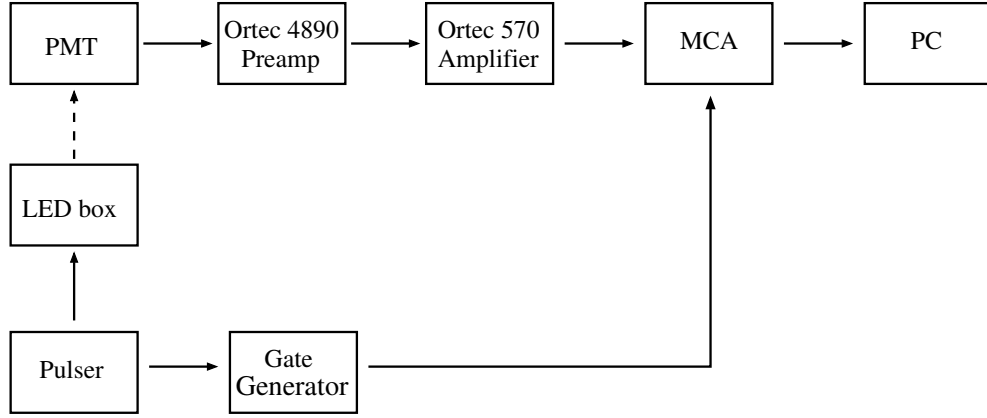 PMT
Ortec 4890
Preamp
Ortec 570
Amplifier
MCA
PC
LED box
Pulser
Gate
Generator